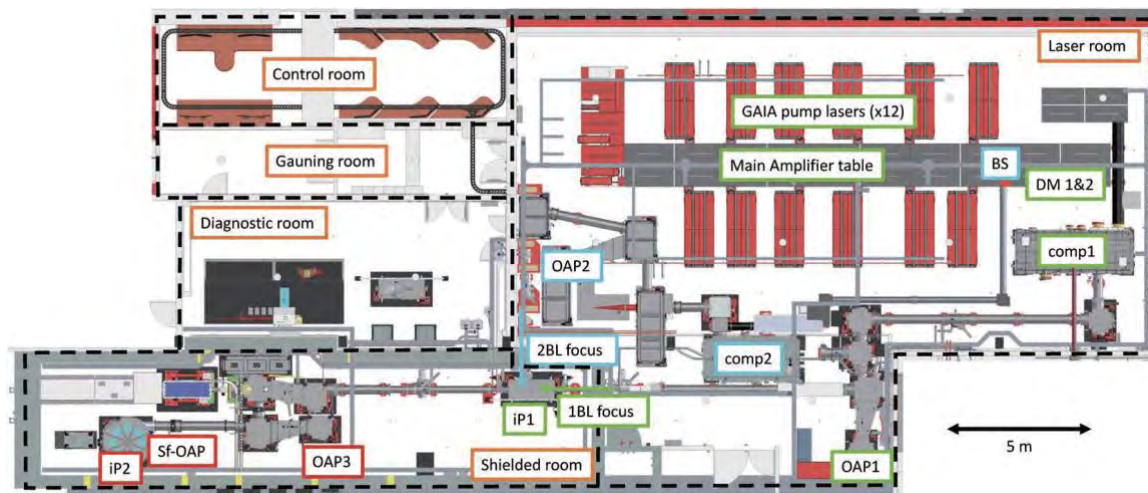 Laser room
Control room
GAIA pump lasers (x12)
Gauning room
Main Amplifier table
BS
DM 1&2
Diagnostic room
comp1
OAP2
2BL focus
comp2
iP1
1BL focus
Sf-OAP
iP2
OAP3
Shielded room
OAP1
5 m